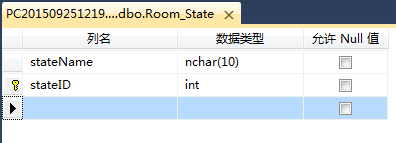 PC201509251219....dbo.Room_State ×
列名 数据类型 允许 Null 值
stateName nchar(10)
stateID int